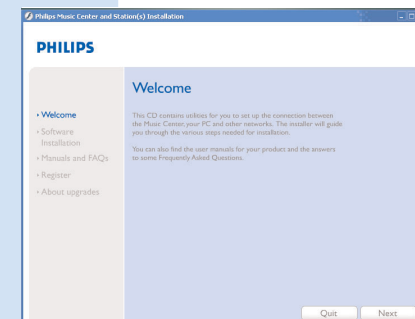 Philips Music Center and Station(s) Installation
PHILIPS
Welcome
Software
Installation
Manuals and FAQs
Register
About upgrades
Welcome
This CD contains utilities for you to set up the connection between
the Music Center, your PC and other networks. The installer will guide
you through the various steps needed for installation.
You can also find the user manuals for your product and the answers
to some Frequently Asked Questions.
Quit
Next